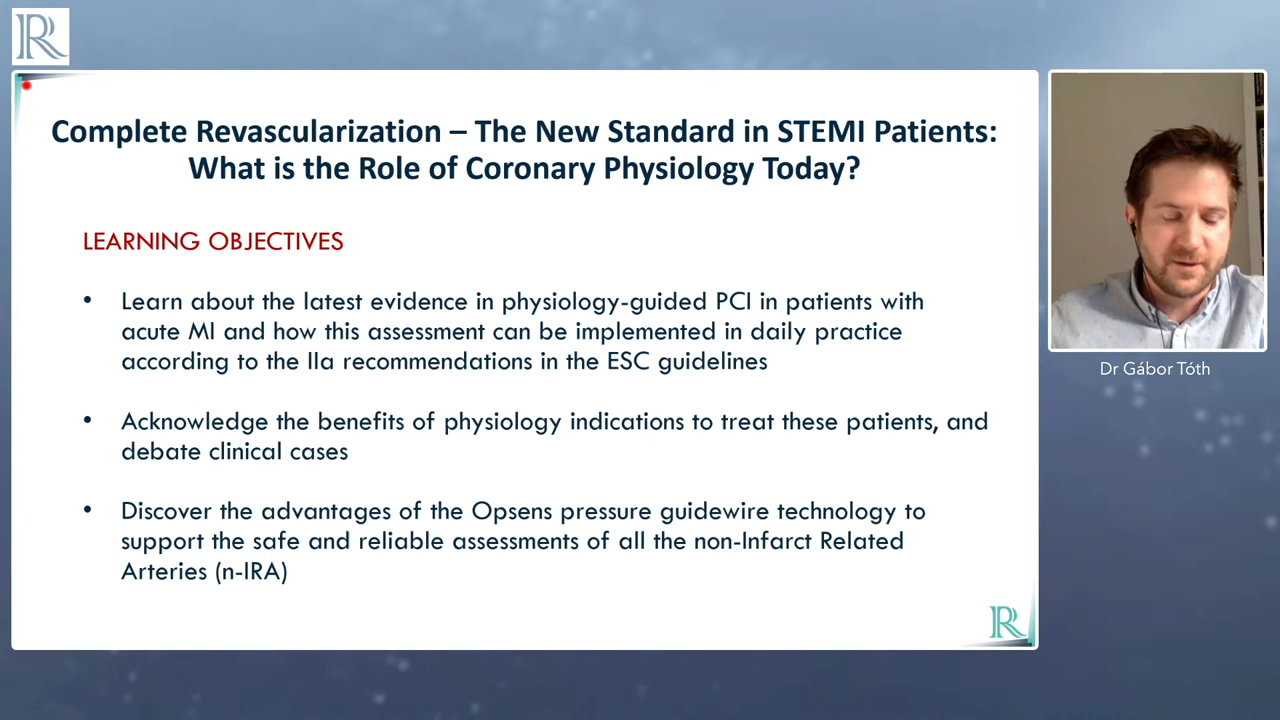 R
Complete Revascularization – The New Standard in STEMI Patients:
What is the Role of Coronary Physiology Today?
LEARNING OBJECTIVES
• Learn about the latest evidence in physiology-guided PCI in patients with
acute MI and how this assessment can be implemented in daily practice
according to the IIa recommendations in the ESC guidelines
• Acknowledge the benefits of physiology indications to treat these patients, and
debate clinical cases
• Discover the advantages of the Opsens pressure guidewire technology to
support the safe and reliable assessments of all the non-Infarct Related
Arteries (n-IRA)
R
Dr Gábor Tóth